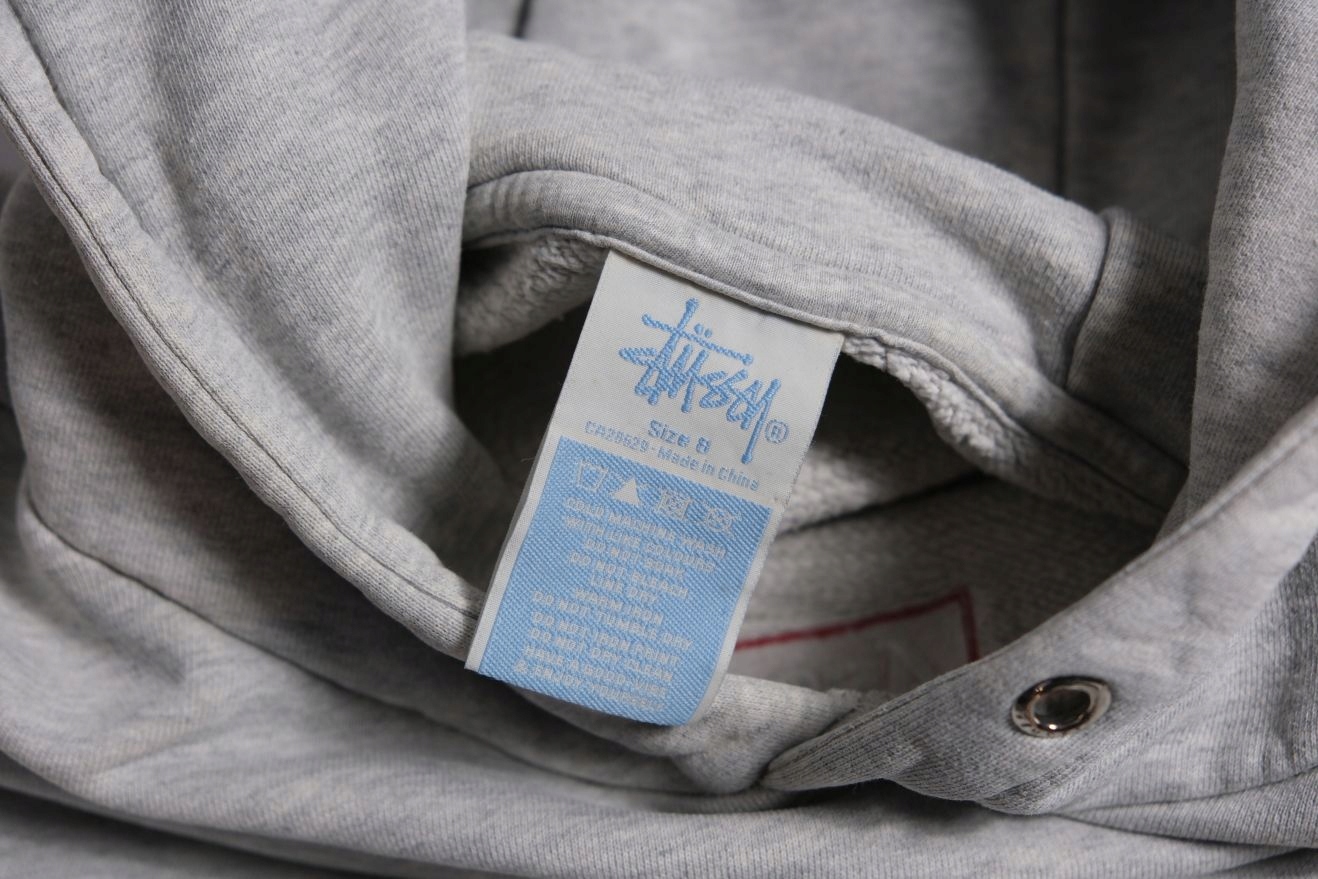 Stüssy®
Size 8
CA28629 - Made in China
COLD MACHINE WASH
WITH LIKE COLOURS
DO NOT SOAK
DO NOT BLEACH
LINE DRY
WARM IRON
DO NOT TUMBLE DRY
DO NOT IRON PRINT
DO NOT DRY CLEAN